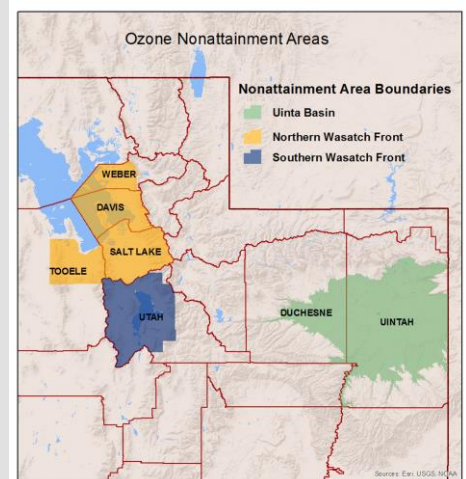 Ozone Nonattainment Areas
Nonattainment Area Boundaries
Uinta Basin
Northern Wasatch Front
Southern Wasatch Front
WEBER
DAVIS
SALT LAKE
TOOELE
UTAH
DUCHESNE
UINTAH
Sources: Esri, USGS, NOAA